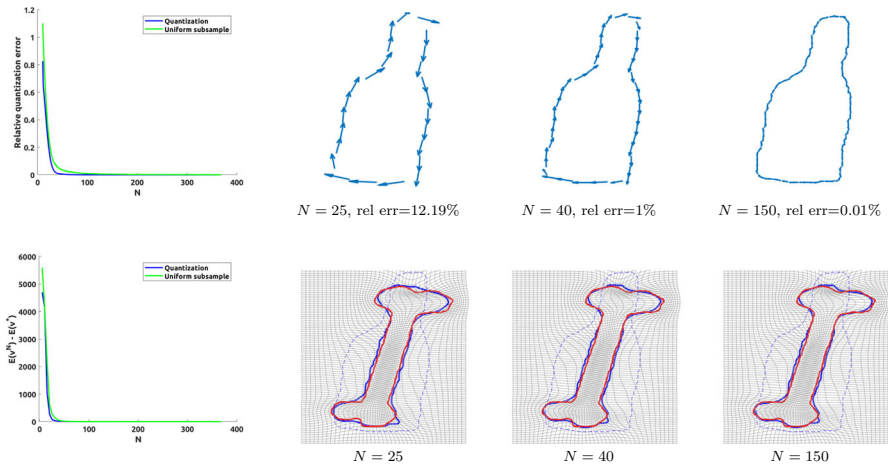 1.2
1
0.8
0.6
0.4
0.2
0
0
100
200
300
400
Relative quantization error
N
Quantization
Uniform subsample
N = 25, rel err=12.19%
N = 40, rel err=1%
N = 150, rel err=0.01%
6000
5000
4000
3000
2000
1000
0
0
100
200
300
400
E(v^N) - E(v^*)
N
Quantization
Uniform subsample
N = 25
N = 40
N = 150